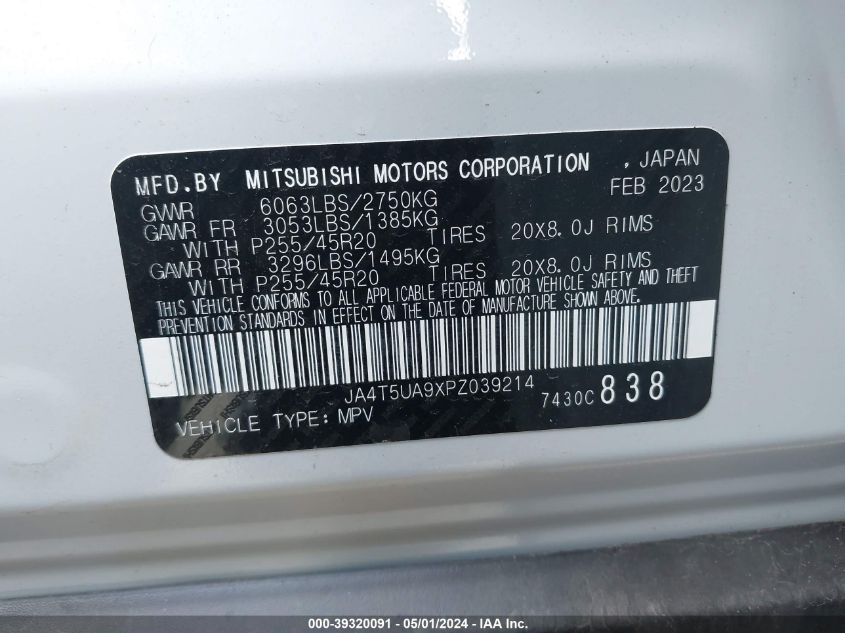 MFD.BY MITSUBISHI MOTORS CORPORATION , JAPAN
FEB 2023
GVWR 6063LBS/2750KG
GAWR FR 3053LBS/1385KG
WITH P255/45R20 TIRES 20X8.0J RIMS
GAWR RR 3296LBS/1495KG
WITH P255/45R20 TIRES 20X8.0J RIMS
THIS VEHICLE CONFORMS TO ALL APPLICABLE FEDERAL MOTOR VEHICLE SAFETY AND THEFT
PREVENTION STANDARDS IN EFFECT ON THE DATE OF MANUFACTURE SHOWN ABOVE.
JA4T5UA9XPZ039214
7430C 838
VEHICLE TYPE: MPV
000-39320091 - 05/01/2024 - IAAI Inc.